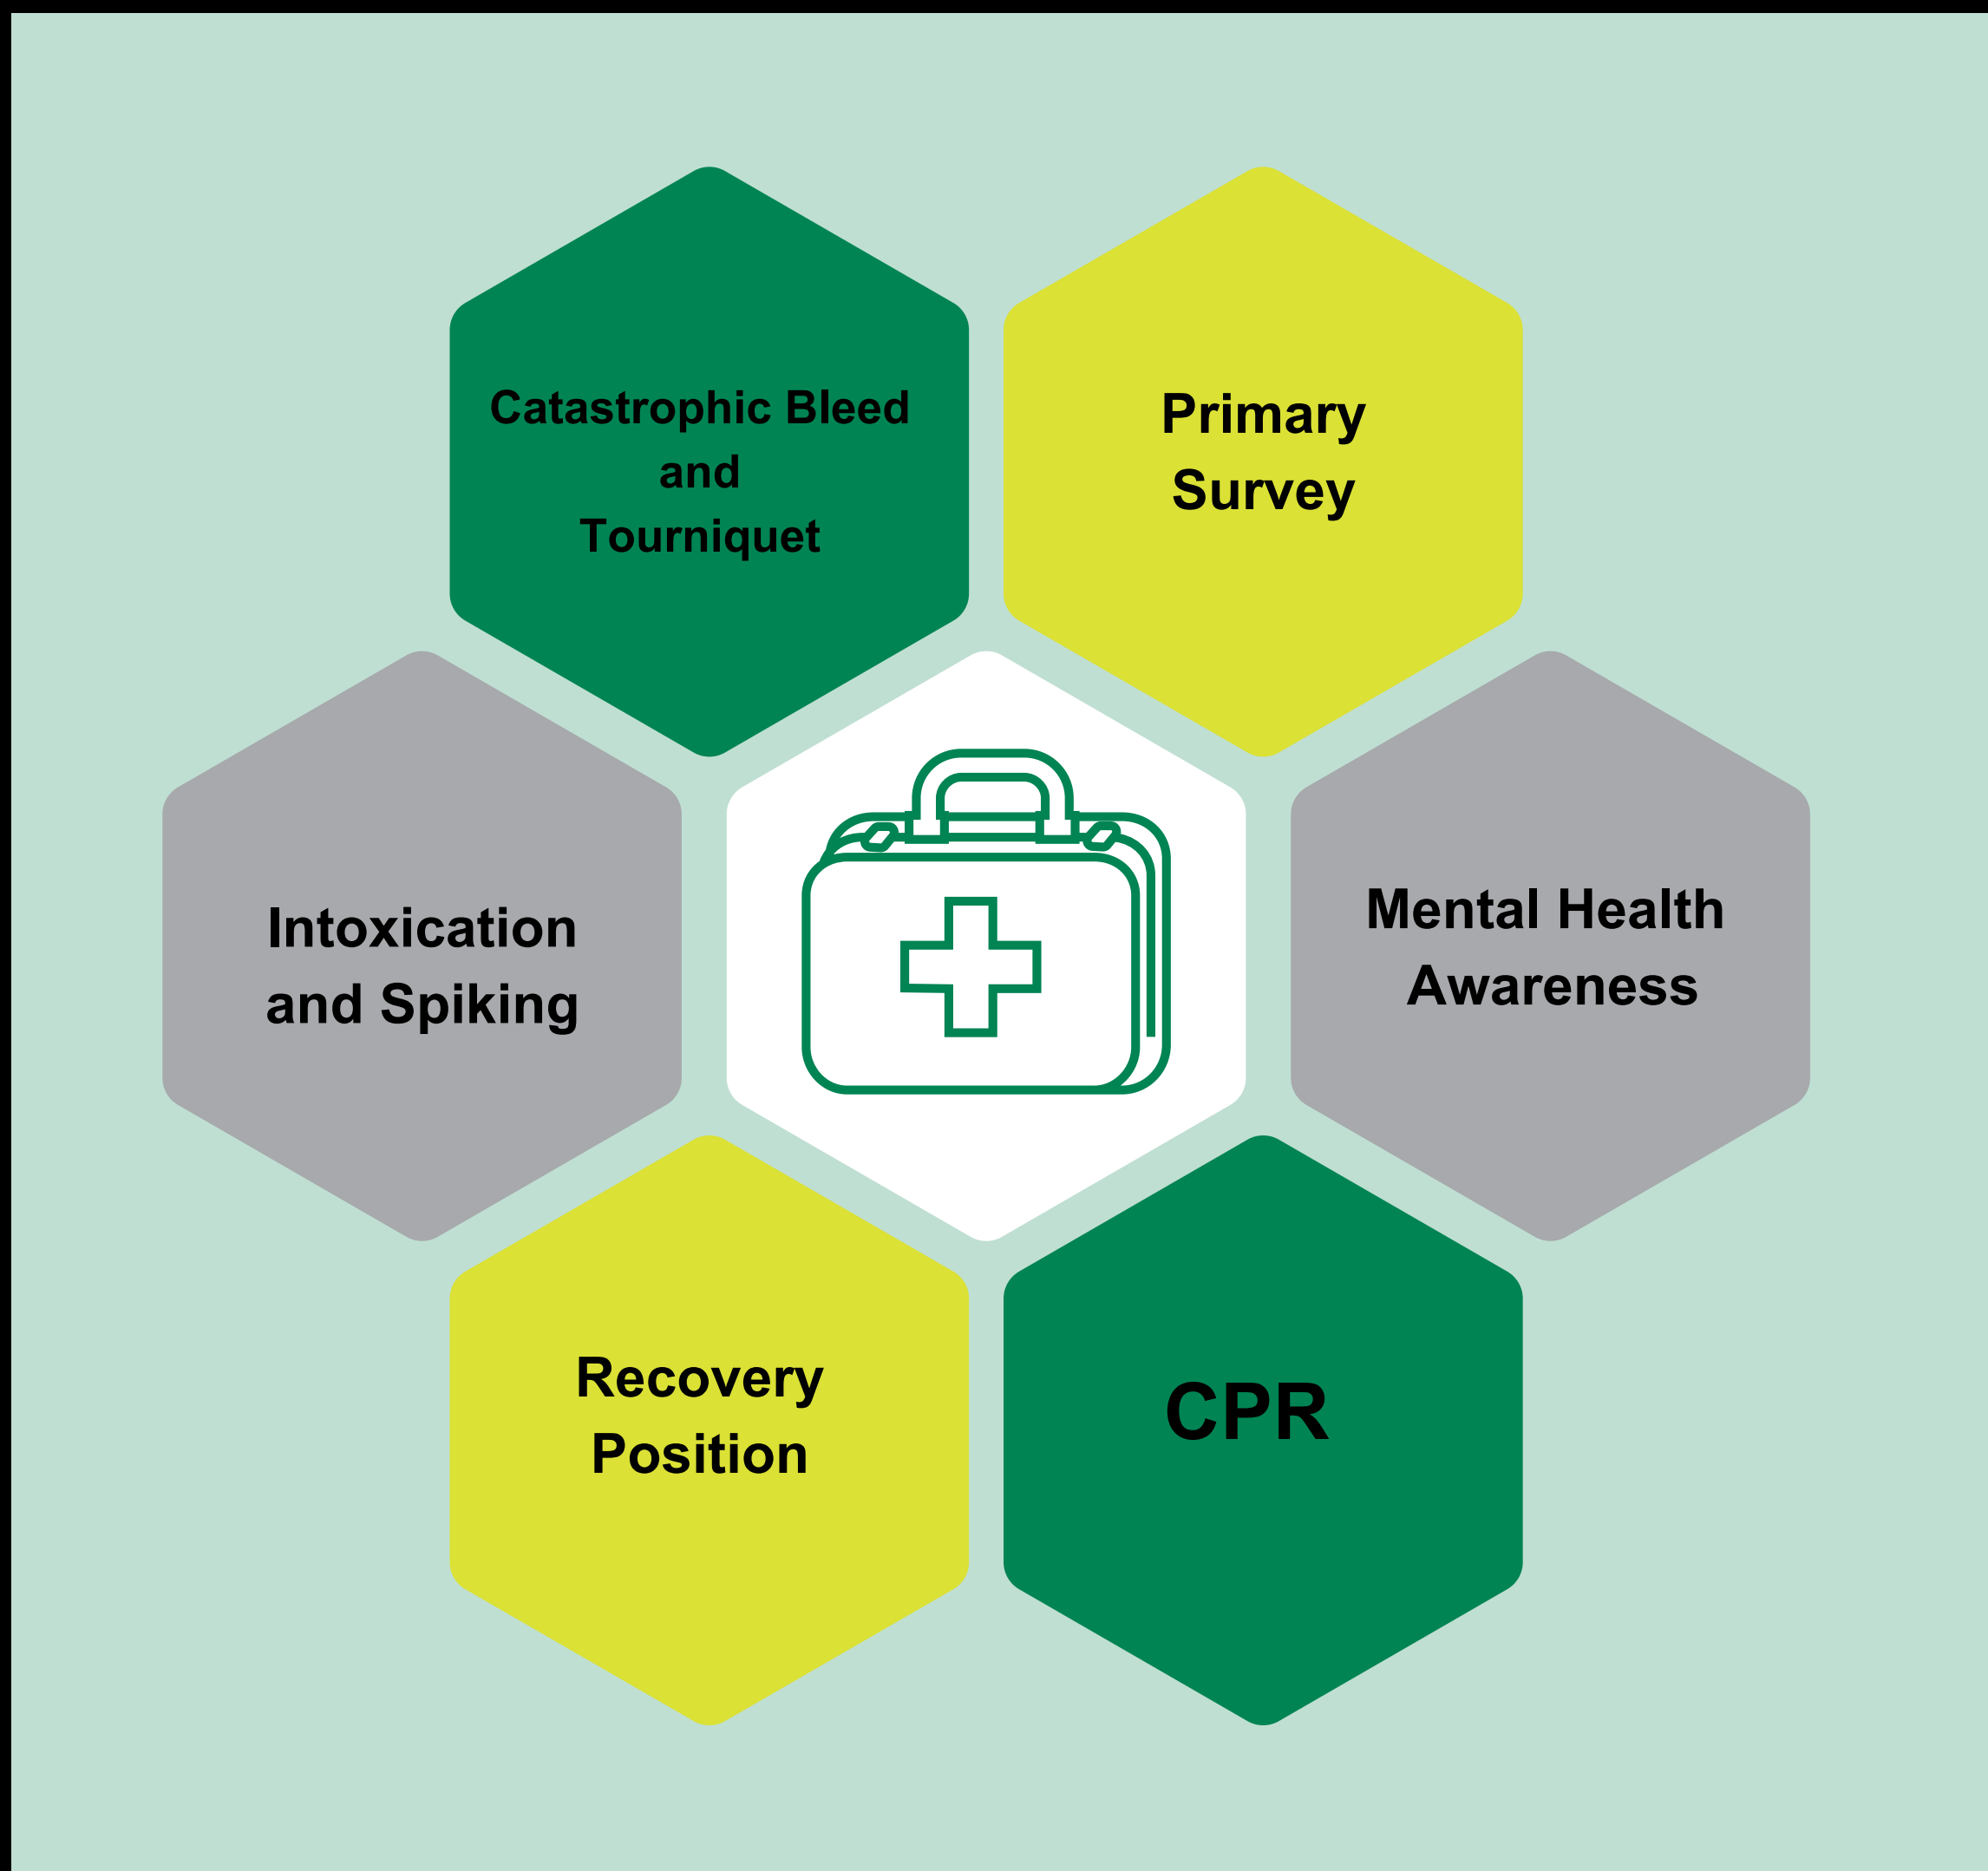 Catastrophic Bleed
and
Tourniquet
Primary
Survey
Intoxication
and Spiking
Mental Health
Awareness
Recovery
Position
CPR